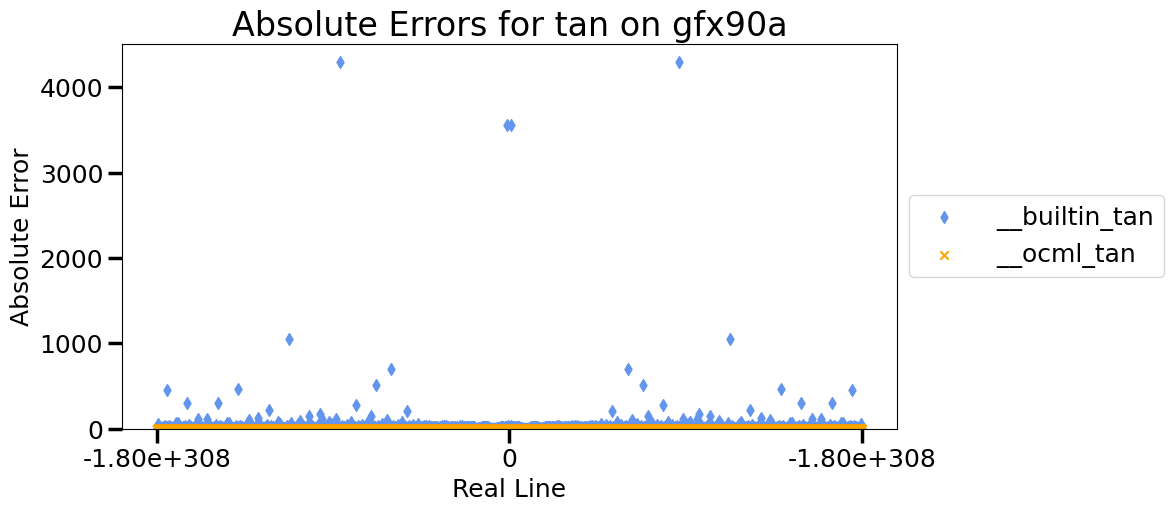 Absolute Errors for tan on gfx90a
Absolute Error
4000
3000
2000
1000
0
-1.80e+308
0
-1.80e+308
Real Line
__builtin_tan
__ocml_tan